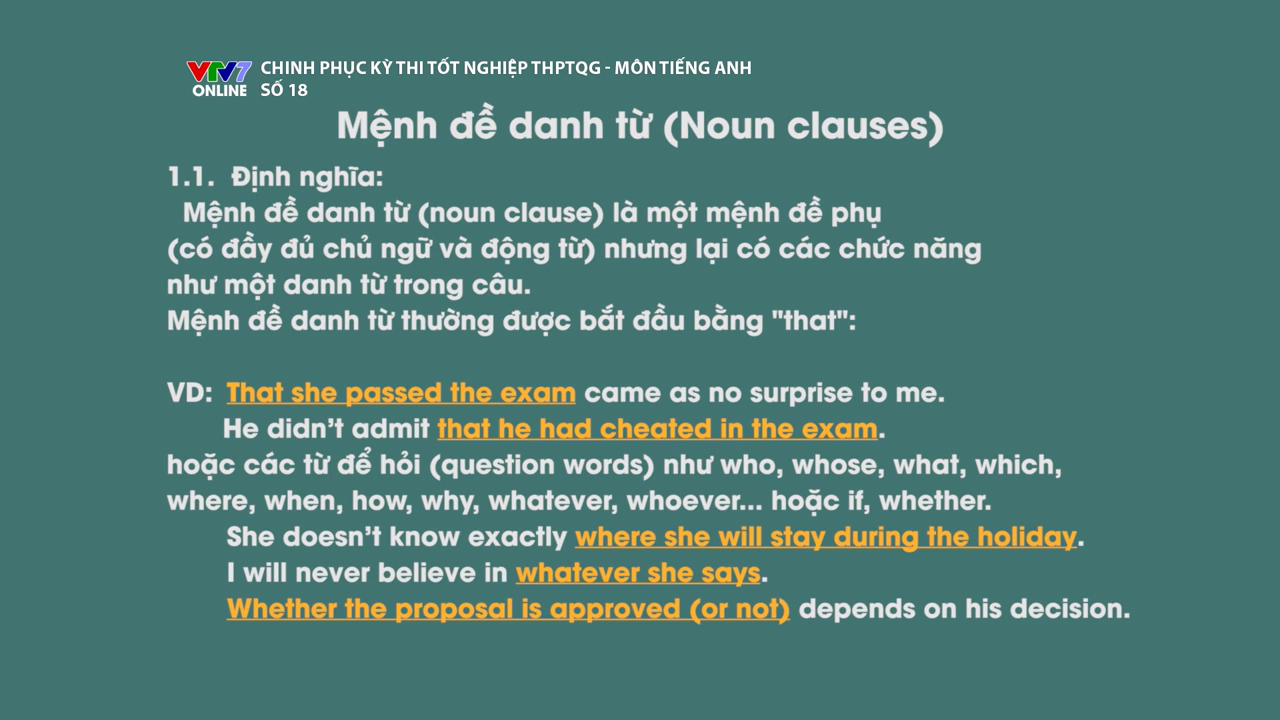 VTV7 CHINH PHỤC KỲ THI TỐT NGHIỆP THPTQG - MÔN TIẾNG ANH
ONLINE SỐ 18
Mệnh đề danh từ (Noun clauses)
1.1. Định nghĩa:
Mệnh đề danh từ (noun clause) là một mệnh đề phụ
(có đầy đủ chủ ngữ và động từ) nhưng lại có các chức năng
như một danh từ trong câu.
Mệnh đề danh từ thường được bắt đầu bằng "that":
VD: That she passed the exam came as no surprise to me.
He didn’t admit that he had cheated in the exam.
hoặc các từ để hỏi (question words) như who, whose, what, which,
where, when, how, why, whatever, whoever... hoặc if, whether.
She doesn’t know exactly where she will stay during the holiday.
I will never believe in whatever she says.
Whether the proposal is approved (or not) depends on his decision.